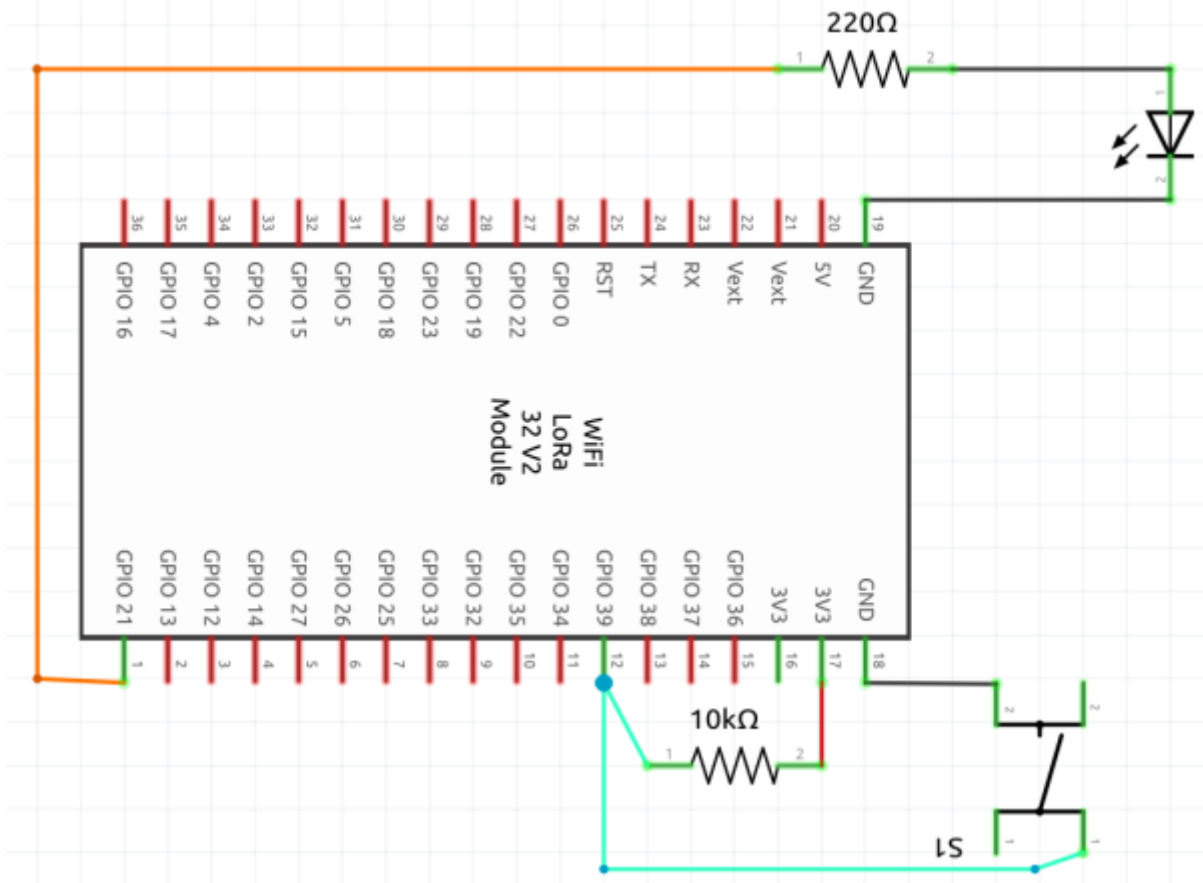 220Ω
1 2
1
2
36 35 34 33 32 31 30 29 28 27 26 25 24 23 22 21 20 19
GPIO 16
GPIO 17
GPIO 4
GPIO 2
GPIO 15
GPIO 5
GPIO 18
GPIO 23
GPIO 19
GPIO 22
GPIO 0
RST
TX
RX
Vext
Vext
5V
GND
WiFi
LoRa
32 V2
Module
GPIO 21
GPIO 13
GPIO 12
GPIO 14
GPIO 27
GPIO 26
GPIO 25
GPIO 33
GPIO 32
GPIO 35
GPIO 34
GPIO 39
GPIO 38
GPIO 37
GPIO 36
3V3
3V3
GND
1 2 3 4 5 6 7 8 9 10 11 12 13 14 15 16 17 18
10kΩ
1 2
2 2
S1
1 1